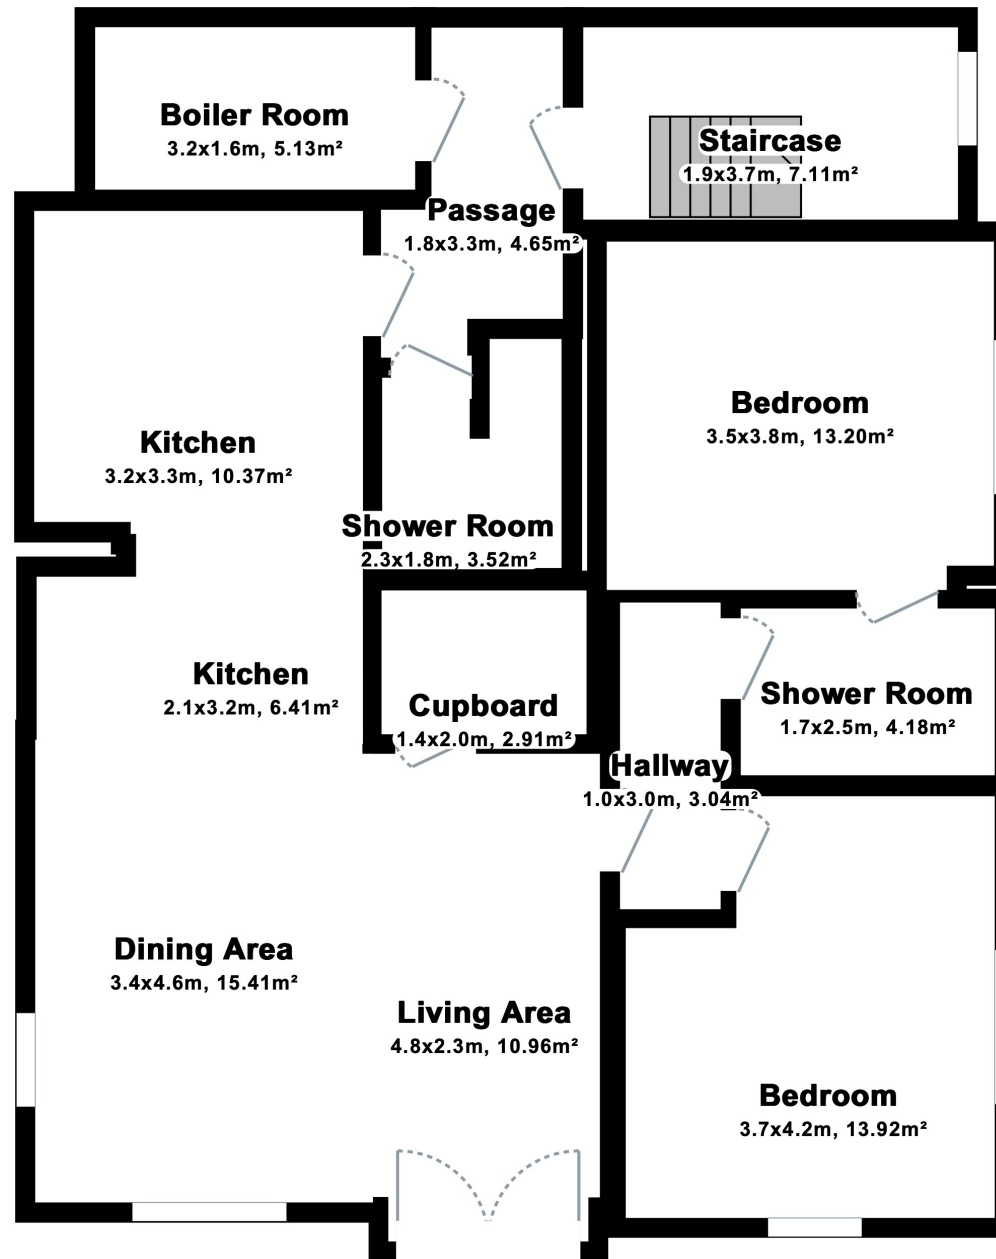 Boiler Room
3.2x1.6m, 5.13m²
Staircase
1.9x3.7m, 7.11m²
Passage
1.8x3.3m, 4.65m²
Bedroom
3.5x3.8m, 13.20m²
Kitchen
3.2x3.3m, 10.37m²
Shower Room
2.3x1.8m, 3.52m²
Kitchen
2.1x3.2m, 6.41m²
Cupboard
1.4x2.0m, 2.91m²
Shower Room
1.7x2.5m, 4.18m²
Hallway
1.0x3.0m, 3.04m²
Dining Area
3.4x4.6m, 15.41m²
Living Area
4.8x2.3m, 10.96m²
Bedroom
3.7x4.2m, 13.92m²